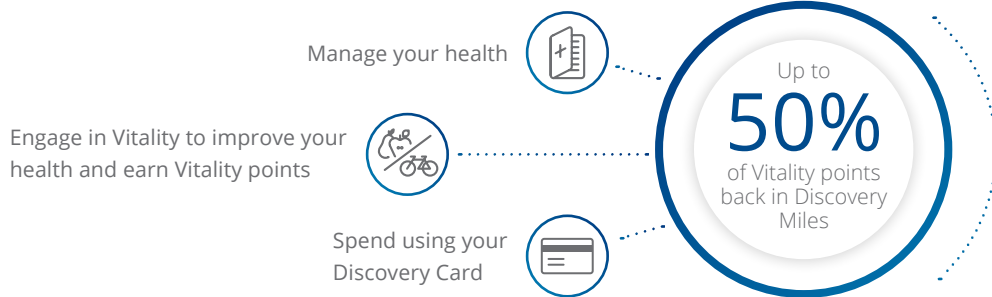 Manage your health
Engage in Vitality to improve your
health and earn Vitality points
Spend using your
Discovery Card
Up to
50%
of Vitality points
back in Discovery
Miles